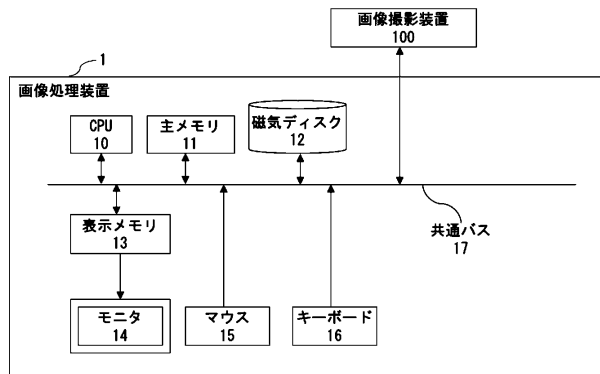 画像撮影装置
100
1
画像処理装置
CPU
10
主メモリ
11
磁気ディスク
12
表示メモリ
13
共通バス
17
モニタ
14
マウス
15
キーボード
16